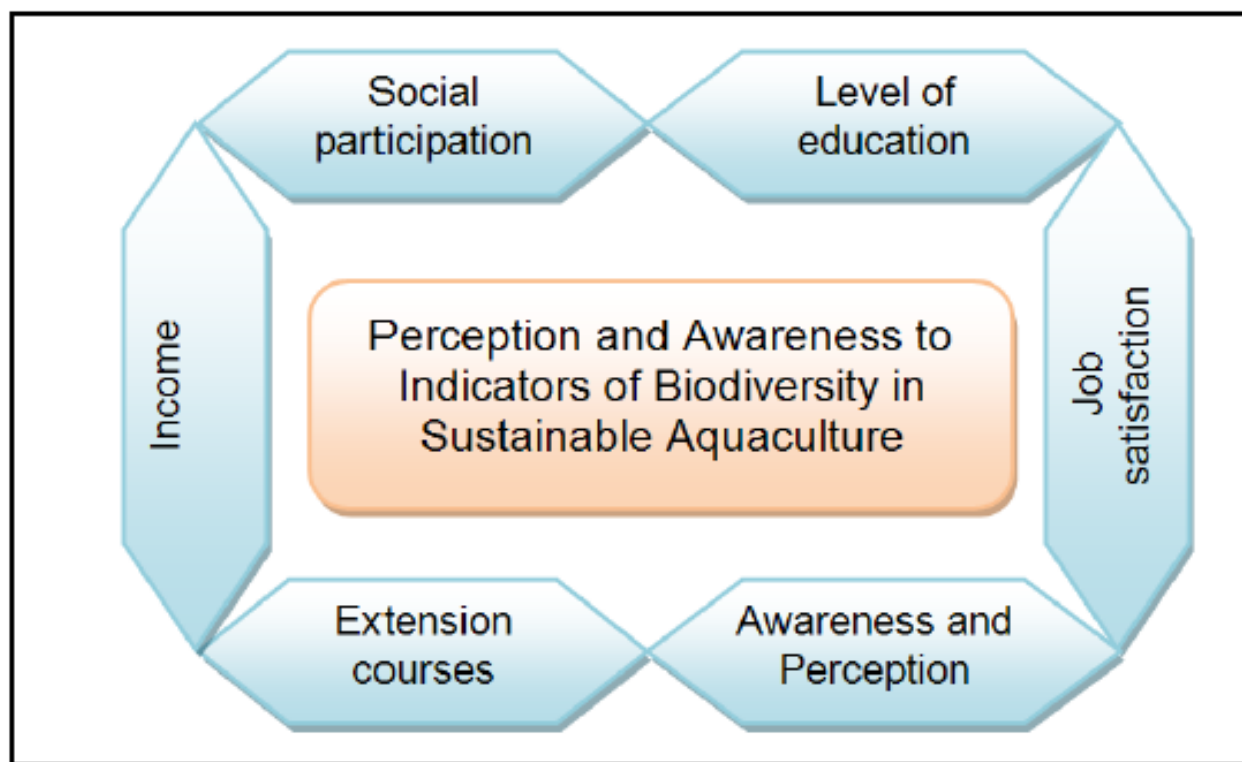 Social
participation
Level of
education
Income
Perception and Awareness to
Indicators of Biodiversity in
Sustainable Aquaculture
Job
satisfaction
Extension
courses
Awareness and
Perception